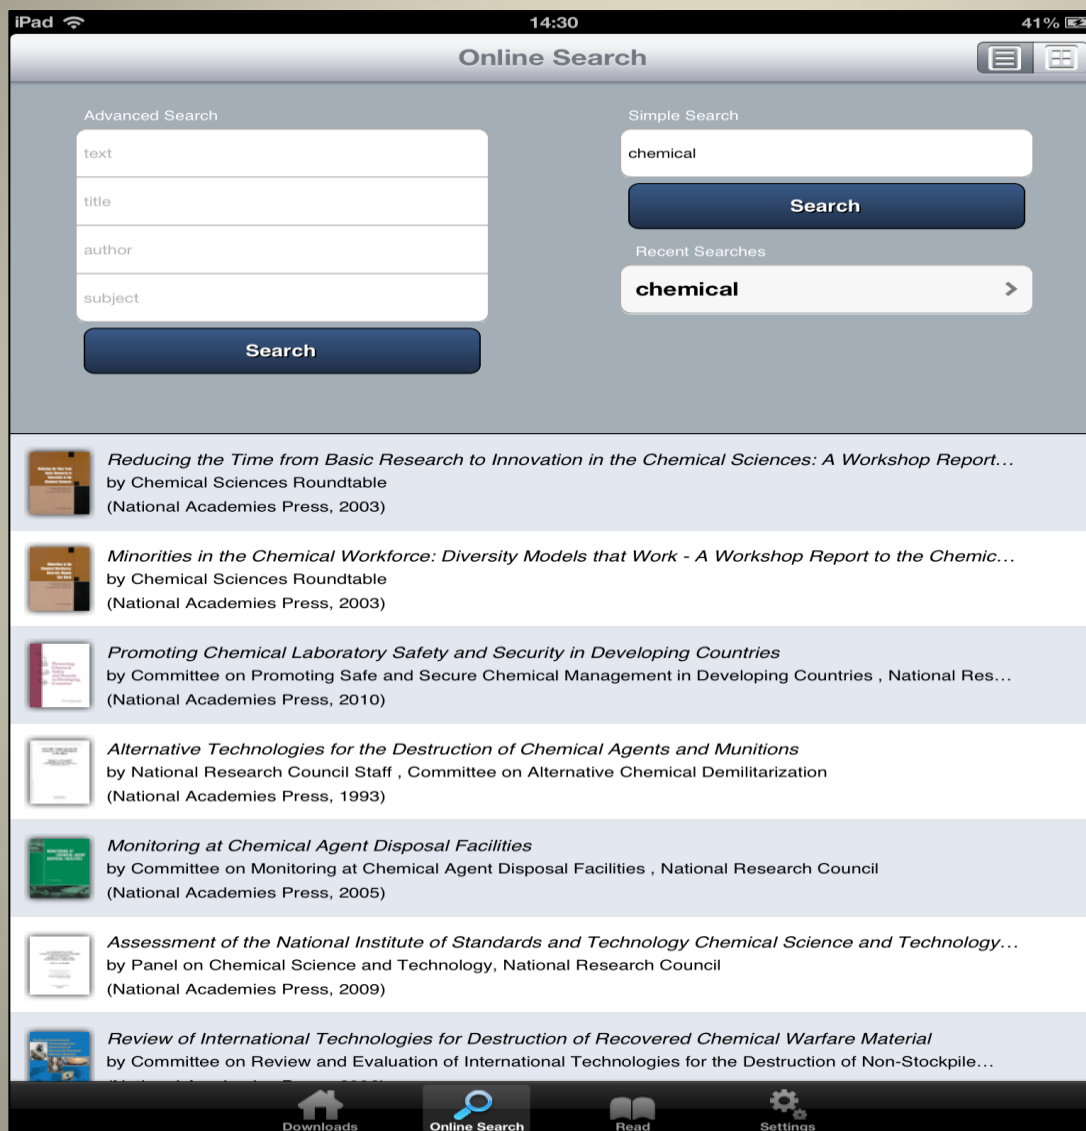 iPad
14:30
41%
Online Search
Advanced Search
text
title
author
subject
Search
Simple Search
chemical
Search
Recent Searches
chemical
Reducing the Time from Basic Research to Innovation in the Chemical Sciences: A Workshop Report...
by Chemical Sciences Roundtable
(National Academies Press, 2003)
Minorities in the Chemical Workforce: Diversity Models that Work - A Workshop Report to the Chemic...
by Chemical Sciences Roundtable
(National Academies Press, 2003)
Promoting Chemical Laboratory Safety and Security in Developing Countries
by Committee on Promoting Safe and Secure Chemical Management in Developing Countries , National Res...
(National Academies Press, 2010)
Alternative Technologies for the Destruction of Chemical Agents and Munitions
by National Research Council Staff , Committee on Alternative Chemical Demilitarization
(National Academies Press, 1993)
Monitoring at Chemical Agent Disposal Facilities
by Committee on Monitoring at Chemical Agent Disposal Facilities , National Research Council
(National Academies Press, 2005)
Assessment of the National Institute of Standards and Technology Chemical Science and Technology...
by Panel on Chemical Science and Technology, National Research Council
(National Academies Press, 2009)
Review of International Technologies for Destruction of Recovered Chemical Warfare Material
by Committee on Review and Evaluation of International Technologies for the Destruction of Non-Stockpile...
Downloads
Online Search
Read
Settings